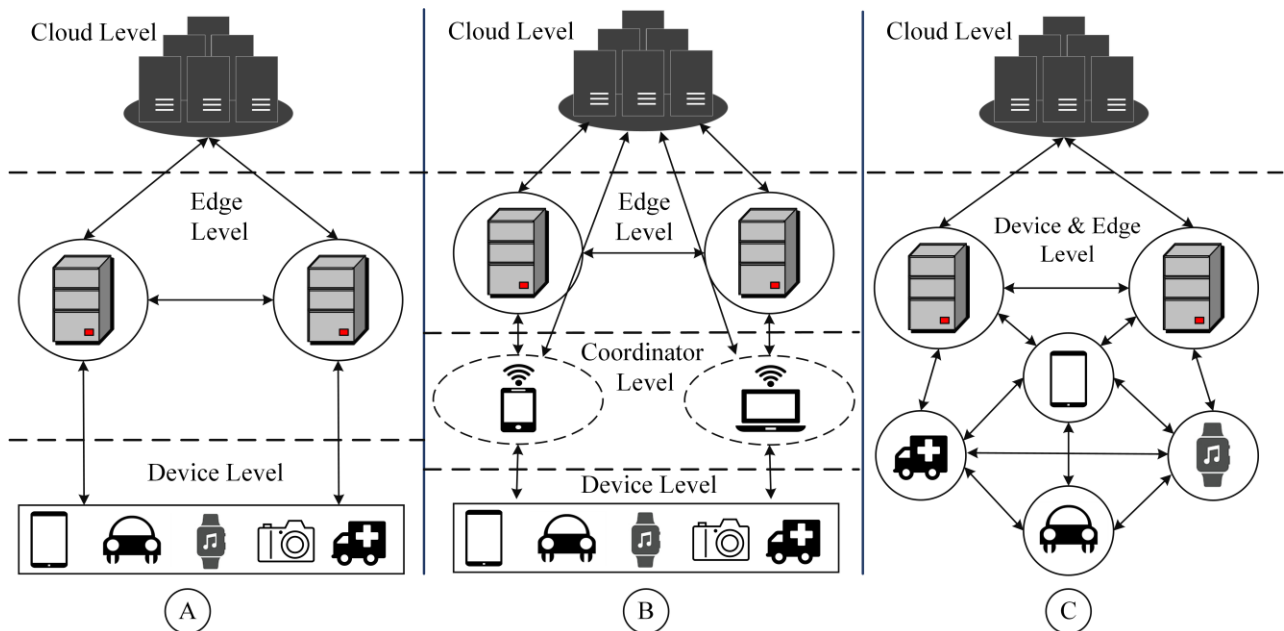 Cloud Level
Edge
Level
Device Level
A
Cloud Level
Edge
Level
Coordinator
Level
Device Level
B
Cloud Level
Device & Edge
Level
C